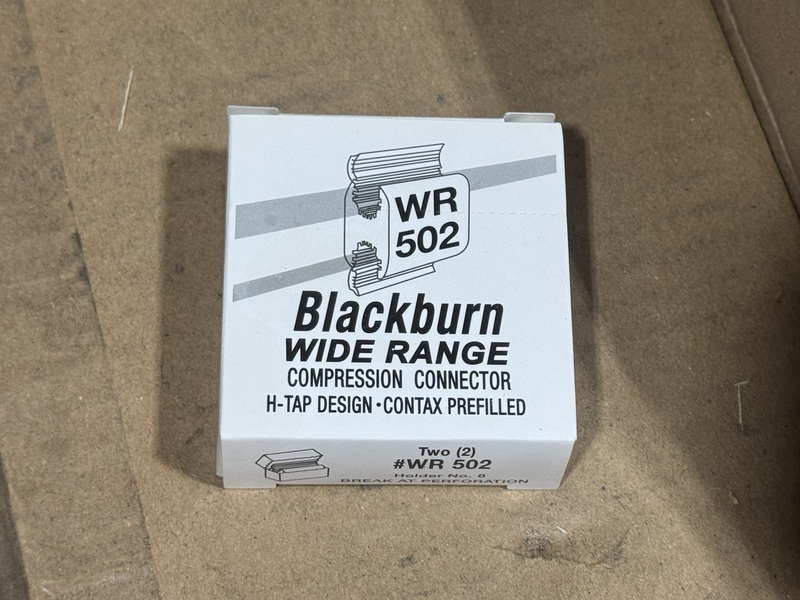 WR
502
Blackburn
WIDE RANGE
COMPRESSION CONNECTOR
H-TAP DESIGN • CONTAX PREFILLED
Two (2)
#WR 502
Holder No. 8
BREAK AT PERFORATION